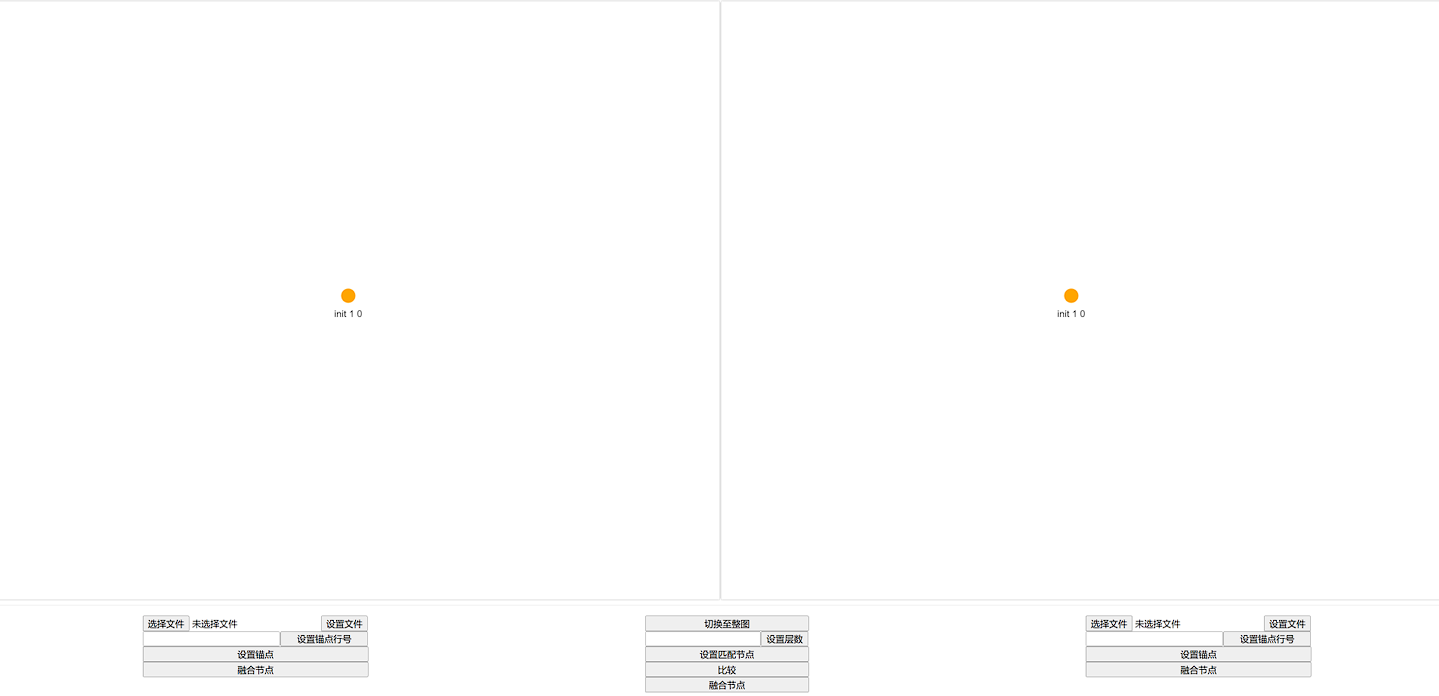 init 1 0
init 1 0
选择文件 未选择文件 设置文件
设置锚点行号
设置锚点
融合节点
切换至整图
设置层数
设置匹配节点
比较
融合节点
选择文件 未选择文件 设置文件
设置锚点行号
设置锚点
融合节点